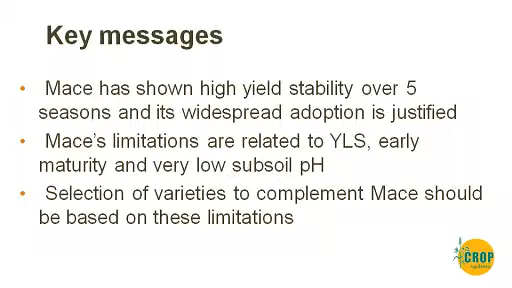 Key messages
• Mace has shown high yield stability over 5
seasons and its widespread adoption is justified
• Mace's limitations are related to YLS, early
maturity and very low subsoil pH
• Selection of varieties to complement Mace should
be based on these limitations
CROP
updates